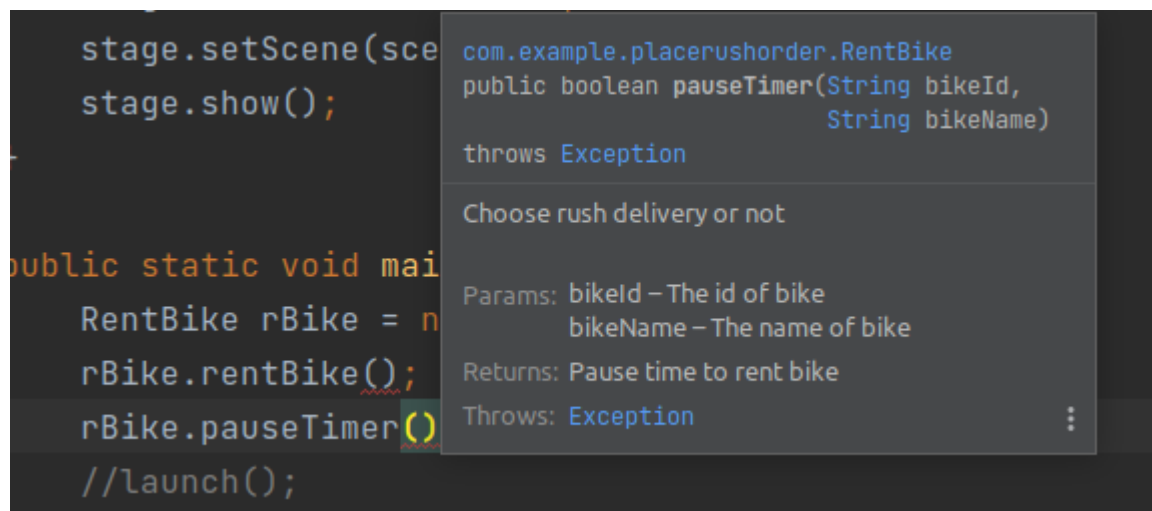 stage.setScene(sce
stage.show();
public static void mai
RentBike rBike = n
rBike.rentBike();
rBike.pauseTimer()
//launch();
com.example.placerushorder.RentBike
public boolean pauseTimer(String bikeId,
String bikeName)
throws Exception
Choose rush delivery or not
Params: bikeId – The id of bike
bikeName – The name of bike
Returns: Pause time to rent bike
Throws: Exception